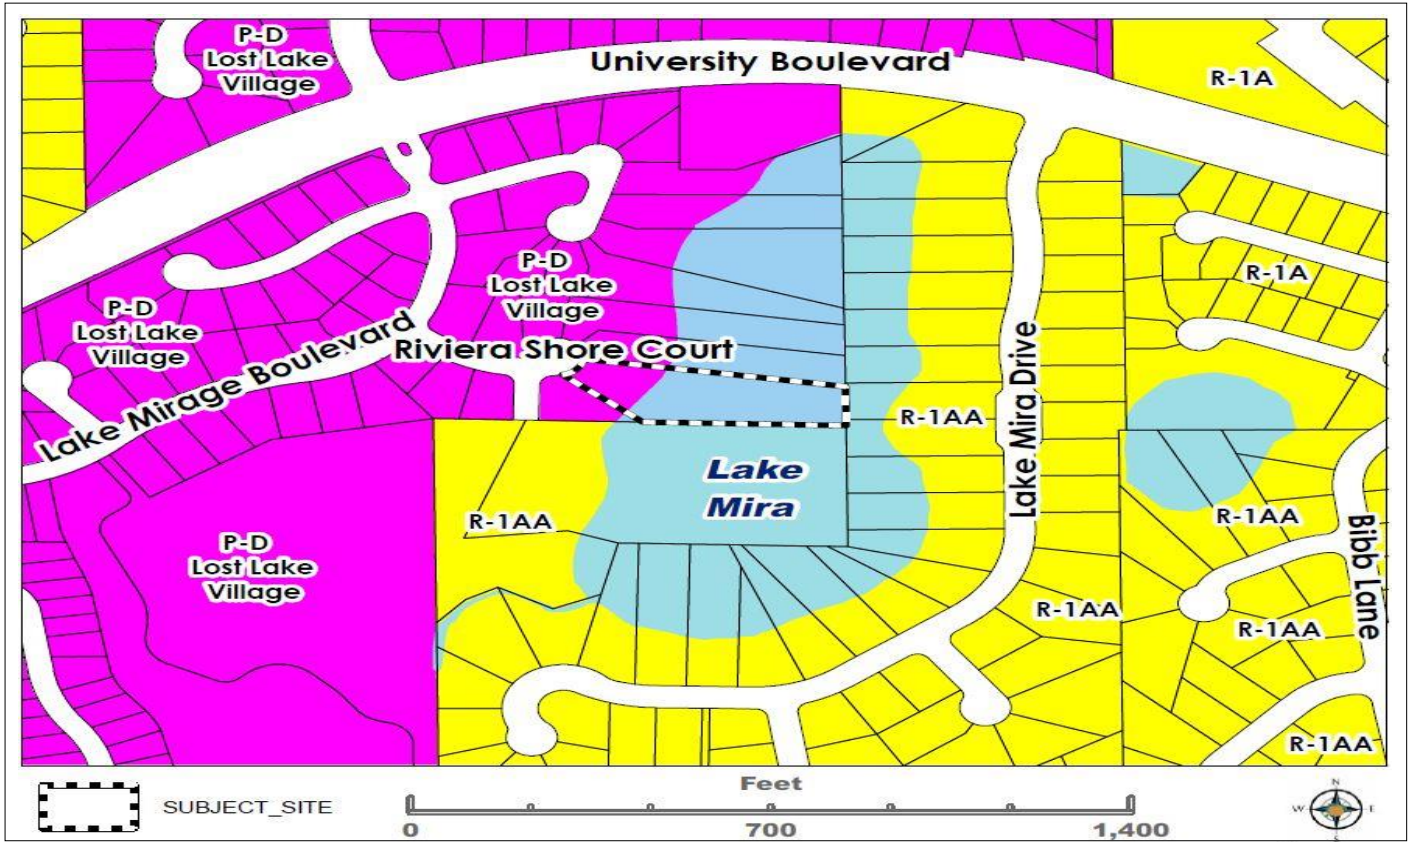 P-D
Lost Lake
Village
University Boulevard
R-1A
P-D
Lost Lake
Village
R-1A
P-D
Lost Lake
Village
Lake Mirage Boulevard
Riviera Shore Court
Lake Mira Drive
R-1AA
Lake
Mira
R-1AA
R-1AA
Bibb Lane
P-D
Lost Lake
Village
R-1AA
R-1AA
R-1AA
SUBJECT_SITE
Feet
0
700
1,400
N
W
E
S